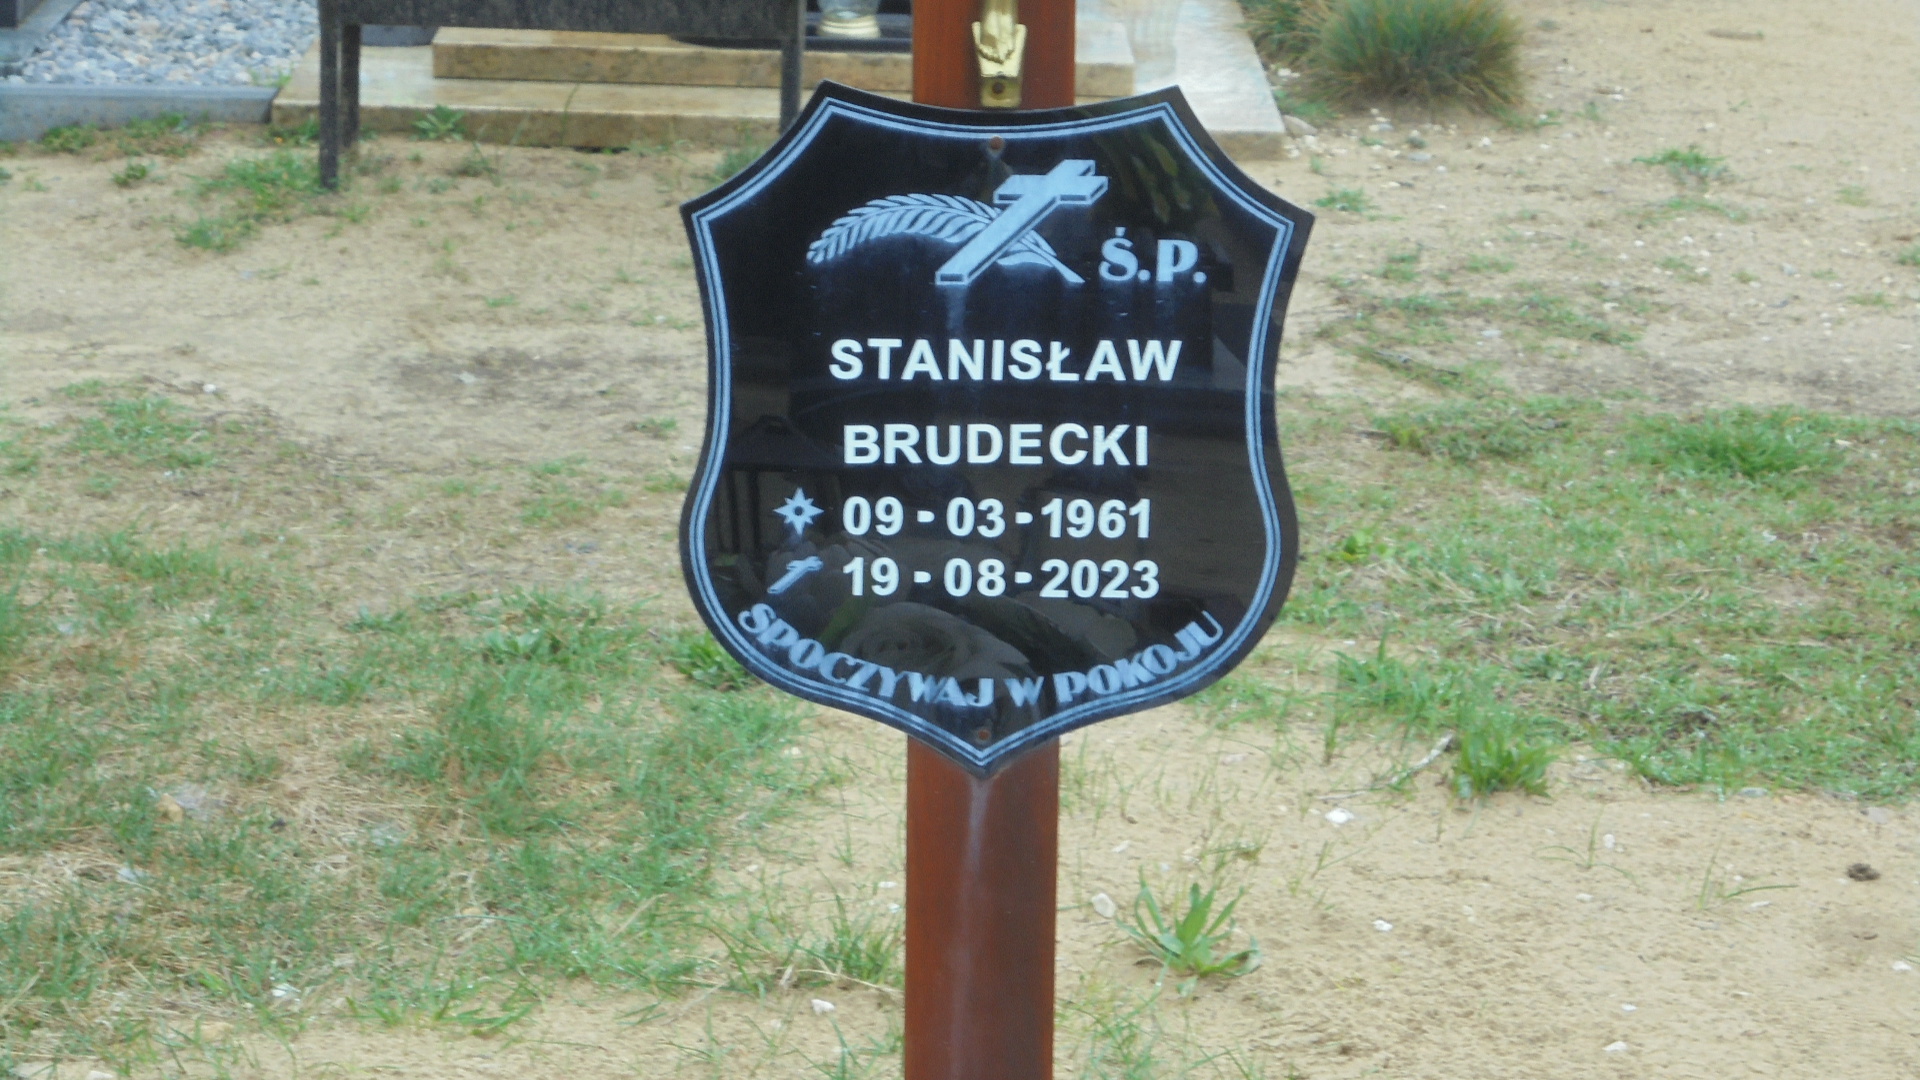 Ś.P.
STANISŁAW
BRUDECKI
09-03-1961
19-08-2023
SPOCZYWAJ W POKOJU